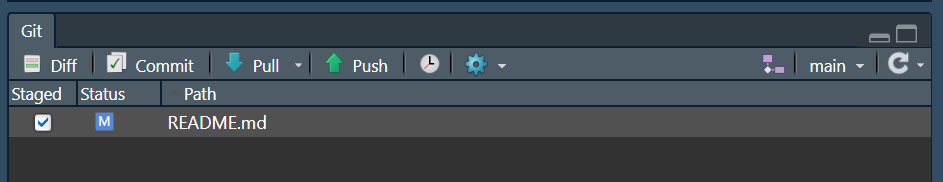 Git
Diff Commit Pull Push main
Staged Status Path
M README.md